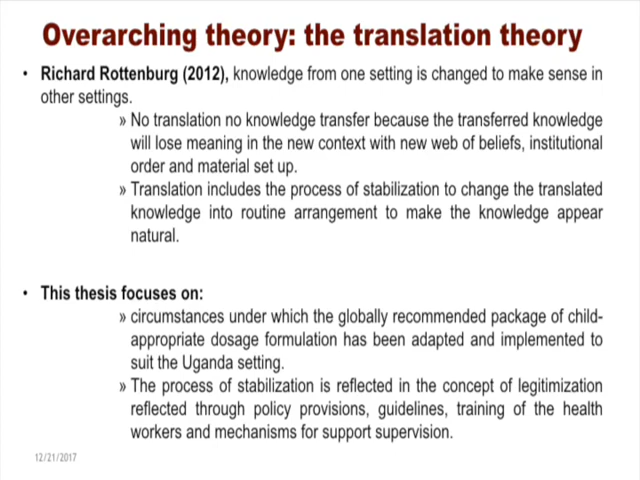 Overarching theory: the translation theory
• Richard Rottenburg (2012), knowledge from one setting is changed to make sense in
other settings.
» No translation no knowledge transfer because the transferred knowledge
will lose meaning in the new context with new web of beliefs, institutional
order and material set up.
» Translation includes the process of stabilization to change the translated
knowledge into routine arrangement to make the knowledge appear
natural.
• This thesis focuses on:
» circumstances under which the globally recommended package of child-
appropriate dosage formulation has been adapted and implemented to
suit the Uganda setting.
» The process of stabilization is reflected in the concept of legitimization
reflected through policy provisions, guidelines, training of the health
workers and mechanisms for support supervision.
12/21/2017